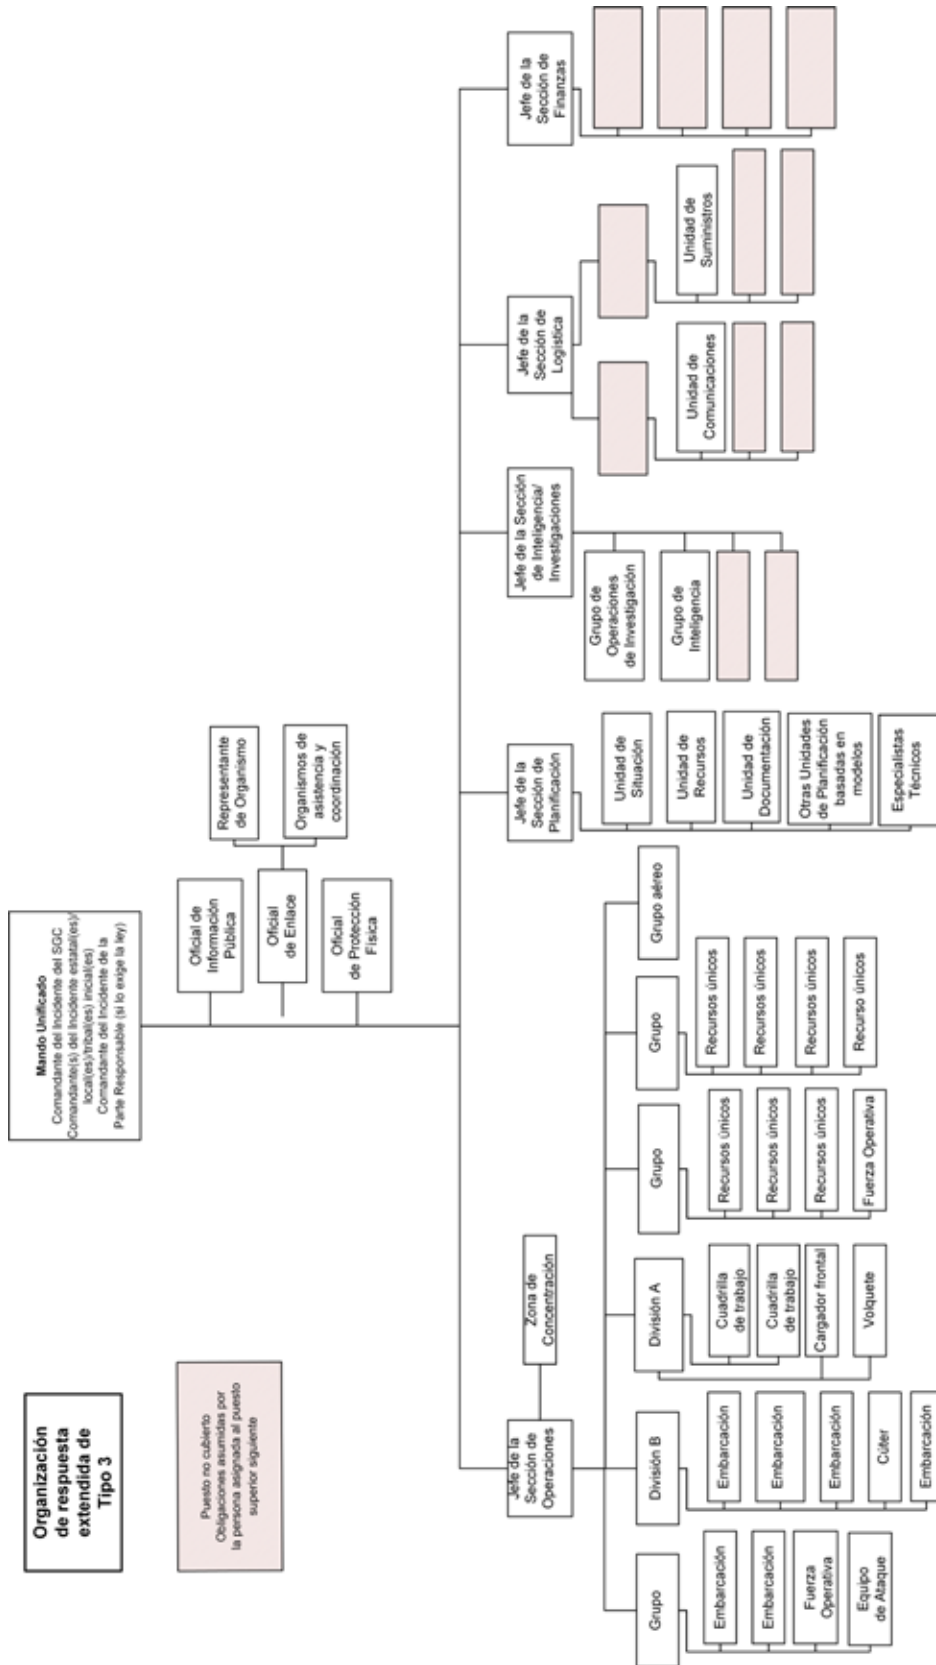 Organización
de respuesta
extendida de
Tipo 3
Puesto no cubierto
Obligaciones asumidas por
la persona asignada al puesto
superior siguiente
Mando Unificado
Comandante del Incidente del SGC
Comandante(s) del Incidente estatal(es)/
local(es)/tribal(es) inicial(es)
Comandante del Incidente de la
Parte Responsable (si lo exige la ley)
Oficial de
Información
Pública
Oficial
de Enlace
Representante
de Organismo
Organismos de
asistencia y
coordinación
Oficial
de Protección
Física
Jefe de la
Sección de
Operaciones
Zona de
Concentración
Jefe de la
Sección de
Planificación
Jefe de la Sección
de Inteligencia/
Investigaciones
Jefe de la
Sección de
Logística
Jefe de la
Sección de
Finanzas
Grupo
Embarcación
Embarcación
Fuerza
Operativa
Equipo
de Ataque
División B
Embarcación
Embarcación
Embarcación
Cúter
Embarcación
División A
Cuadrilla
de trabajo
Cuadrilla
de trabajo
Cargador frontal
Volquete
Grupo
Recursos únicos
Recursos únicos
Recursos únicos
Fuerza Operativa
Grupo
Recursos únicos
Recursos únicos
Recursos únicos
Recurso únicos
Grupo aéreo
Unidad de
Situación
Unidad de
Recursos
Unidad de
Documentación
Otras Unidades
de Planificación
basadas en
modelos
Especialistas
Técnicos
Grupo de
Operaciones
de Investigación
Grupo de
Inteligencia
Unidad de
Comunicaciones
Unidad de
Suministros